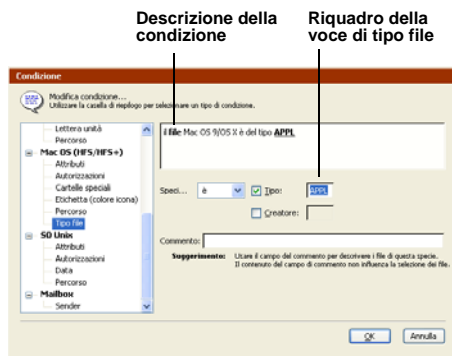 Descrizione della condizione
Riquadro della voce di tipo file
Condizione
Modifica condizione...
Utilizzare la casella di riepilogo per selezionare un tipo di condizione.
Lettera unità
Percorso
Mac OS (HFS/HFS+)
Attributi
Autorizzazioni
Cartelle speciali
Etichetta (colore icona)
Percorso
Tipo file
SO Unix
Attributi
Autorizzazioni
Data
Percorso
Mailbox
Sender
il file Mac OS 9/OS X è del tipo APPL
Speci... è Tipo: APPL
Creatore:
Commento:
Suggerimento: Usare il campo del commento per descrivere i file di questa specie.
Il contenuto del campo di commento non influenza la selezione dei file.
OK Annulla